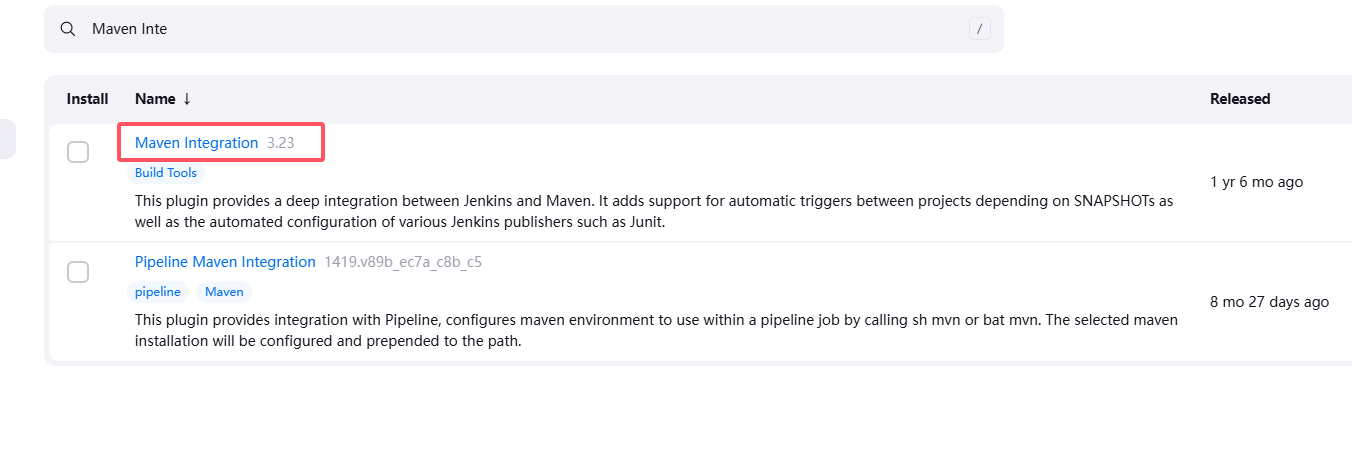 Maven Inte /
Install Name ↓ Released
Maven Integration 3.23
Build Tools
1 yr 6 mo ago
This plugin provides a deep integration between Jenkins and Maven. It adds support for automatic triggers between projects depending on SNAPSHOTs as
well as the automated configuration of various Jenkins publishers such as Junit.
Pipeline Maven Integration 1419.v89b_ec7a_c8b_c5
pipeline Maven
8 mo 27 days ago
This plugin provides integration with Pipeline, configures maven environment to use within a pipeline job by calling sh mvn or bat mvn. The selected maven
installation will be configured and prepended to the path.